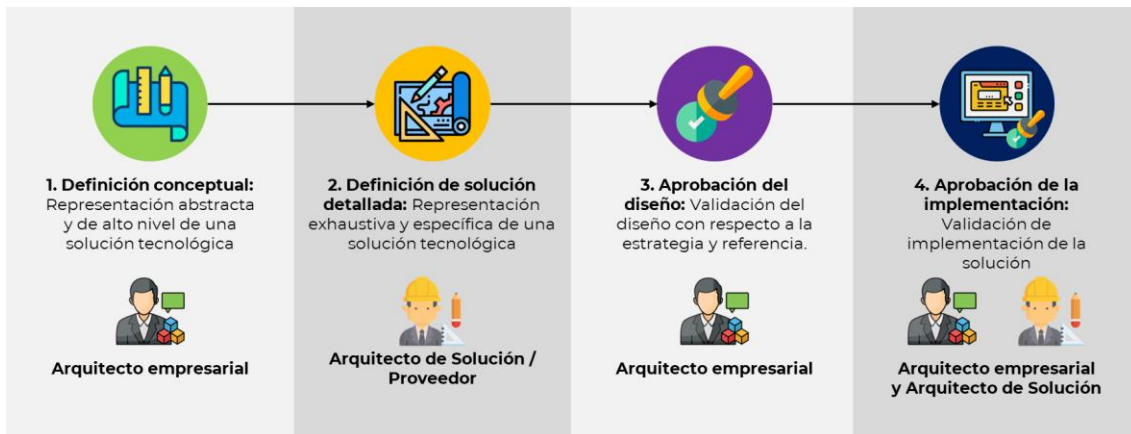 1. Definición conceptual:
Representación abstracta
y de alto nivel de una
solución tecnológica
Arquitecto empresarial
2. Definición de solución
detallada: Representación
exhaustiva y específica de una
solución tecnológica
Arquitecto de Solución /
Proveedor
3. Aprobación del
diseño: Validación del
diseño con respecto a la
estrategia y referencia.
Arquitecto empresarial
4. Aprobación de la
implementación:
Validación de
implementación de la
solución
Arquitecto empresarial
y Arquitecto de Solución